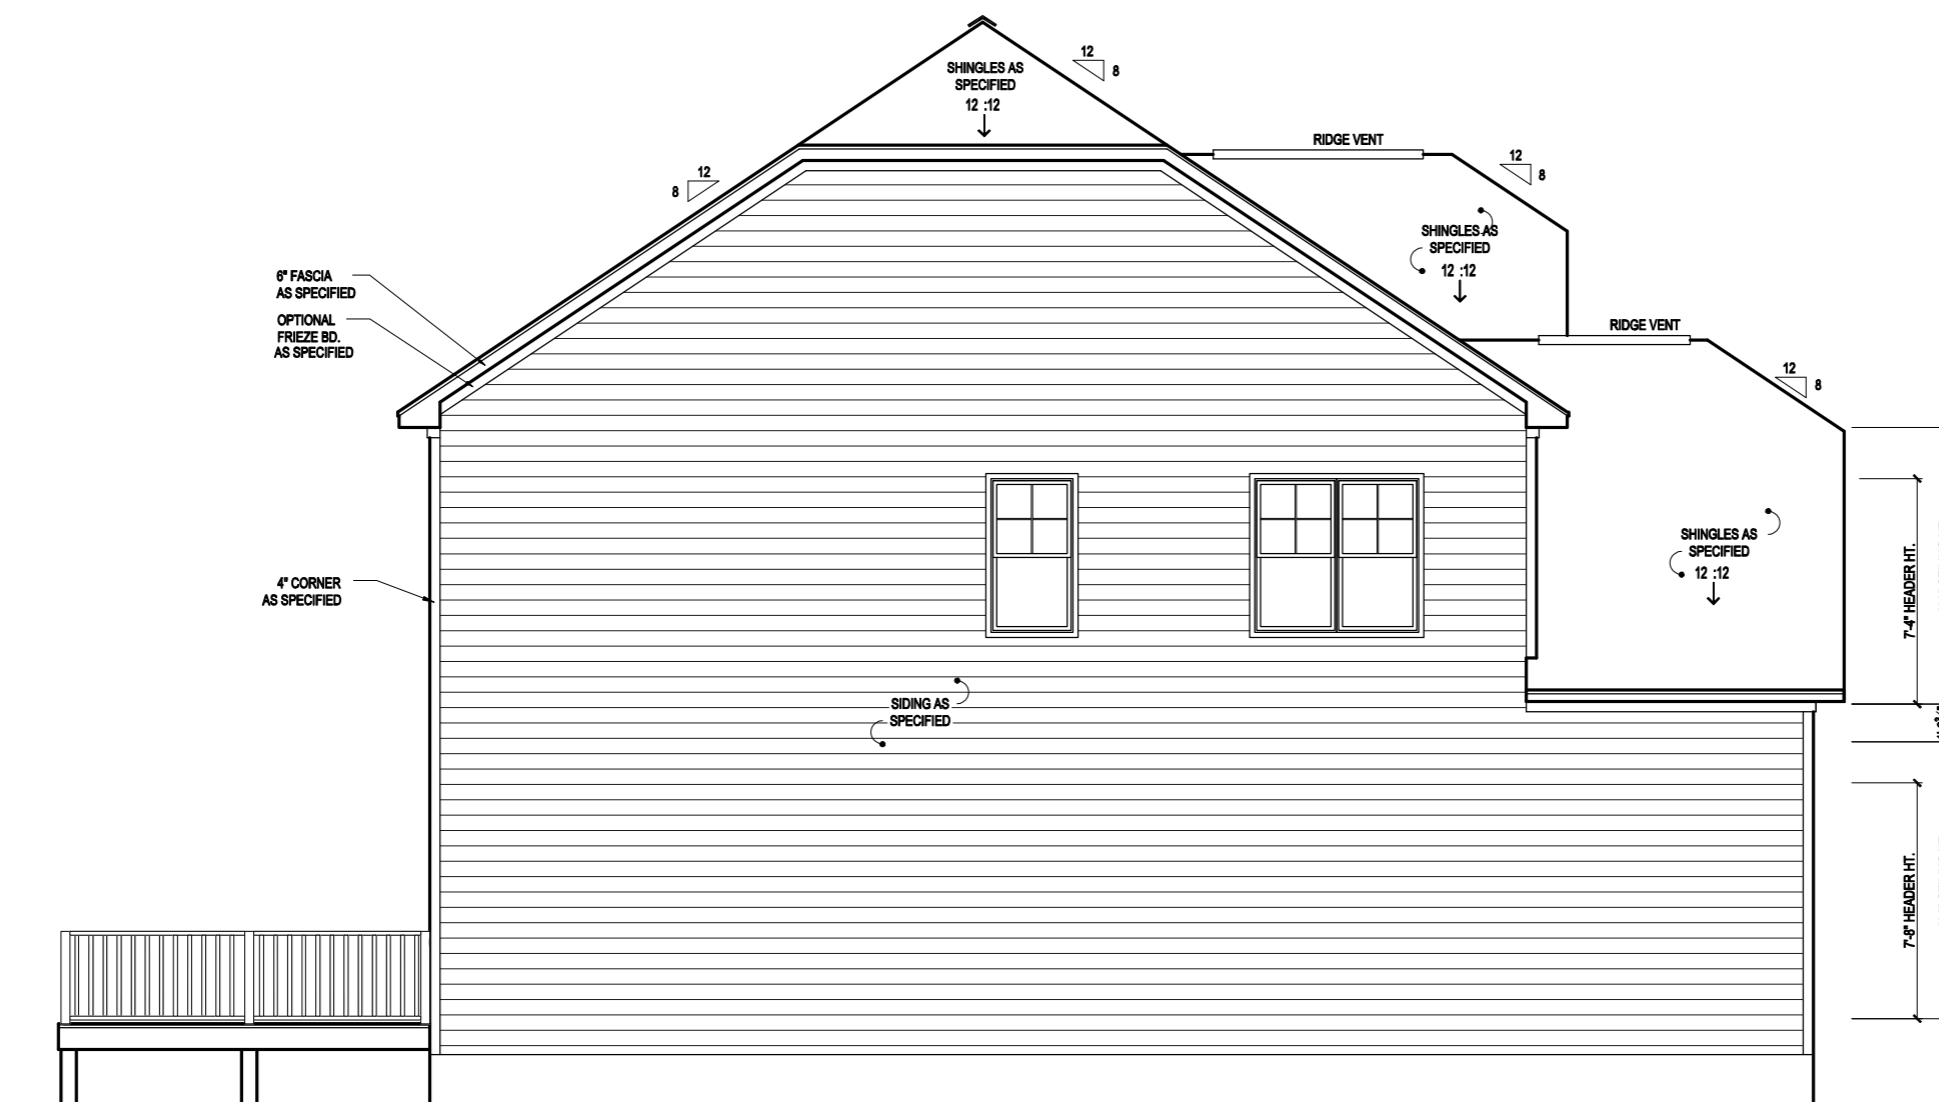 SHINGLES AS
SPECIFIED
12 :12
12
8
RIDGE VENT
12
8
12
8
SHINGLES AS
SPECIFIED
12 :12
6" FASCIA
AS SPECIFIED
OPTIONAL
FRIEZE BD.
AS SPECIFIED
RIDGE VENT
12
8
4" CORNER
AS SPECIFIED
SHINGLES AS
SPECIFIED
12 :12
7'-4" HEADER HT.
SIDING AS
SPECIFIED
7'-8" HEADER HT.